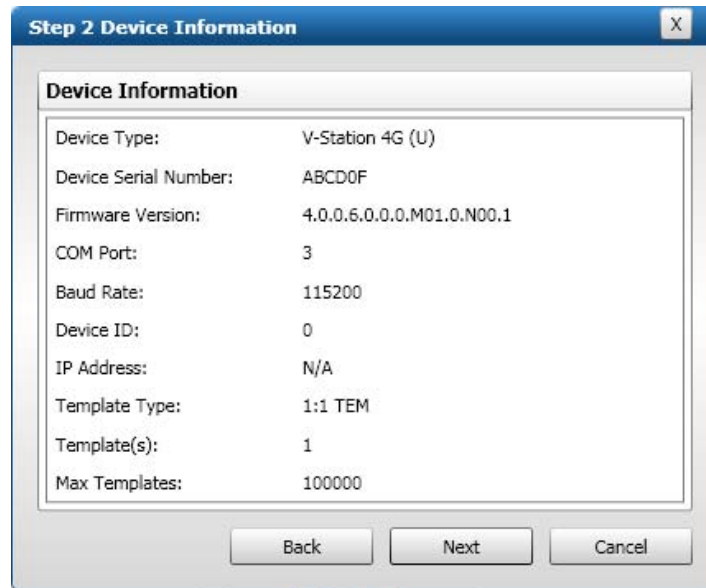 Step 2 Device Information X
Device Information
Device Type: V-Station 4G (U)
Device Serial Number: ABCD0F
Firmware Version: 4.0.0.6.0.0.0.M01.0.N00.1
COM Port: 3
Baud Rate: 115200
Device ID: 0
IP Address: N/A
Template Type: 1:1 TEM
Template(s): 1
Max Templates: 100000
Back Next Cancel